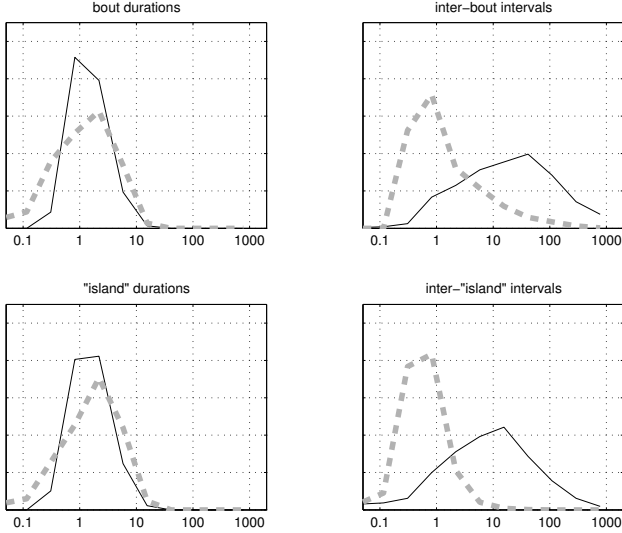 bout durations
inter−bout intervals
0.1 1 10 100 1000
0.1 1 10 100 1000
"island" durations
inter−"island" intervals
0.1 1 10 100 1000
0.1 1 10 100 1000